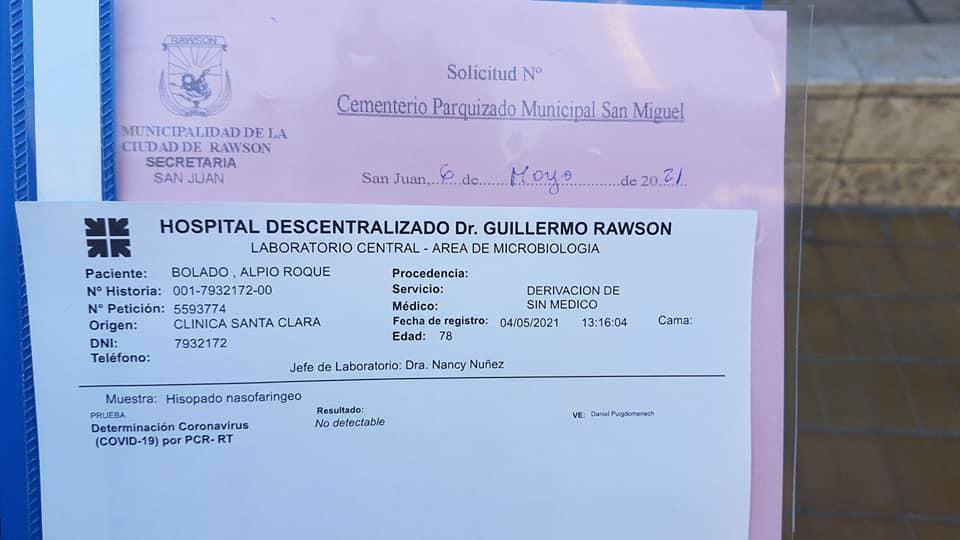 RAWSON
MUNICIPALIDAD DE LA
CIUDAD DE RAWSON
SECRETARIA
SAN JUAN
Solicitud Nº
Cementerio Parquizado Municipal San Miguel
San Juan,..6..de........Mayo............de 2021..
HOSPITAL DESCENTRALIZADO Dr. GUILLERMO RAWSON
LABORATORIO CENTRAL - AREA DE MICROBIOLOGIA
Paciente: BOLADO , ALPIO ROQUE
Nº Historia: 001-7932172-00
Nº Petición: 5593774
Origen: CLINICA SANTA CLARA
DNI: 7932172
Teléfono:
Procedencia:
Servicio: DERIVACION DE
Médico: SIN MEDICO
Fecha de registro: 04/05/2021 13:16:04 Cama:
Edad: 78
Jefe de Laboratorio: Dra. Nancy Nuñez
Muestra: Hisopado nasofaringeo
PRUEBA
Determinación Coronavirus
(COVID-19) por PCR- RT
Resultado:
No detectable
VE: Daniel Puigdomenech